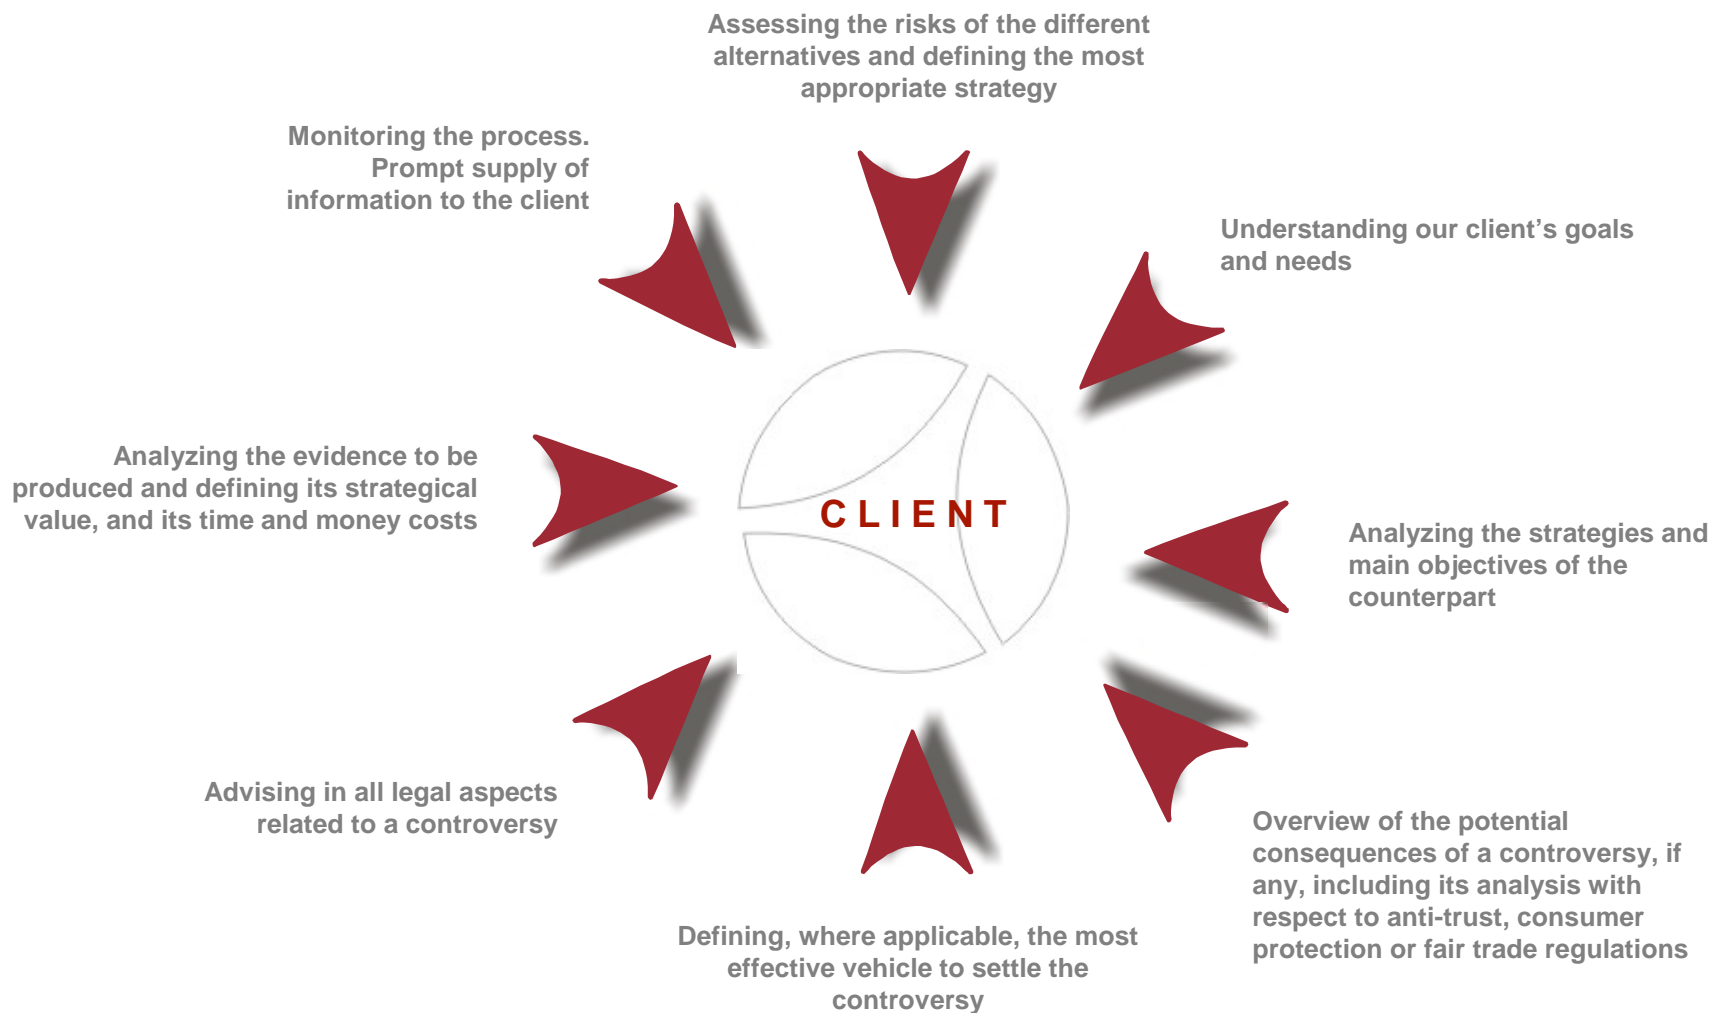 Assessing the risks of the different
alternatives and defining the most
appropriate strategy
Monitoring the process.
Prompt supply of
information to the client
Understanding our client’s goals
and needs
Analyzing the evidence to be
produced and defining its strategical
value, and its time and money costs
CLIENT
Analyzing the strategies and
main objectives of the
counterpart
Advising in all legal aspects
related to a controversy
Overview of the potential
consequences of a controversy, if
any, including its analysis with
respect to anti-trust, consumer
protection or fair trade regulations
Defining, where applicable, the most
effective vehicle to settle the
controversy